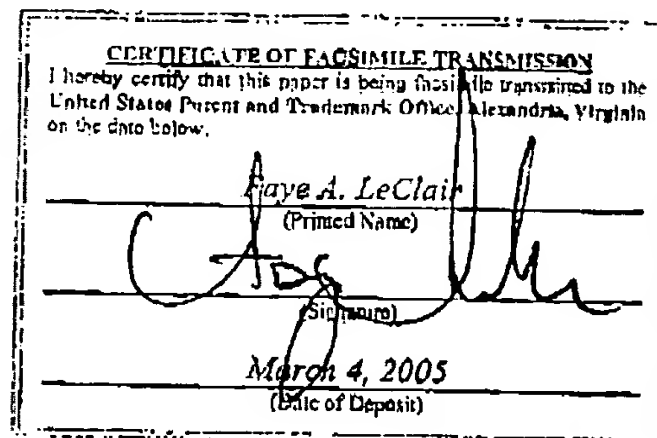 CERTIFICATE OF FACSIMILE TRANSMISSION
I hereby certify that this paper is being facsimile transmitted to the
United States Patent and Trademark Office, Alexandria, Virginia
on the date below.
Faye A. LeClair
(Printed Name)
(Signature)
March 4, 2005
(Date of Deposit)